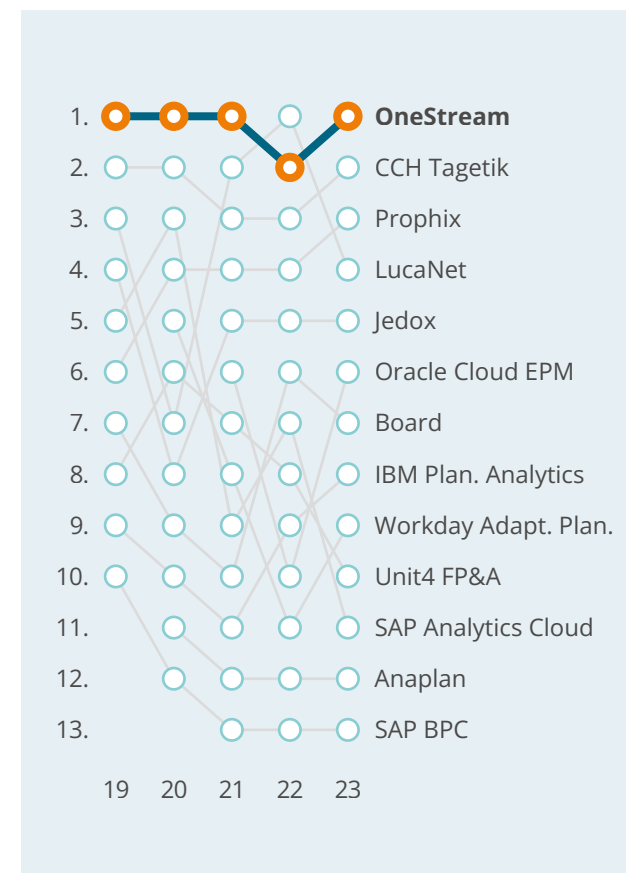 1. OneStream
2. CCH Tagetik
3. Prophix
4. LucaNet
5. Jedox
6. Oracle Cloud EPM
7. Board
8. IBM Plan. Analytics
9. Workday Adapt. Plan.
10. Unit4 FP&A
11. SAP Analytics Cloud
12. Anaplan
13. SAP BPC
19 20 21 22 23